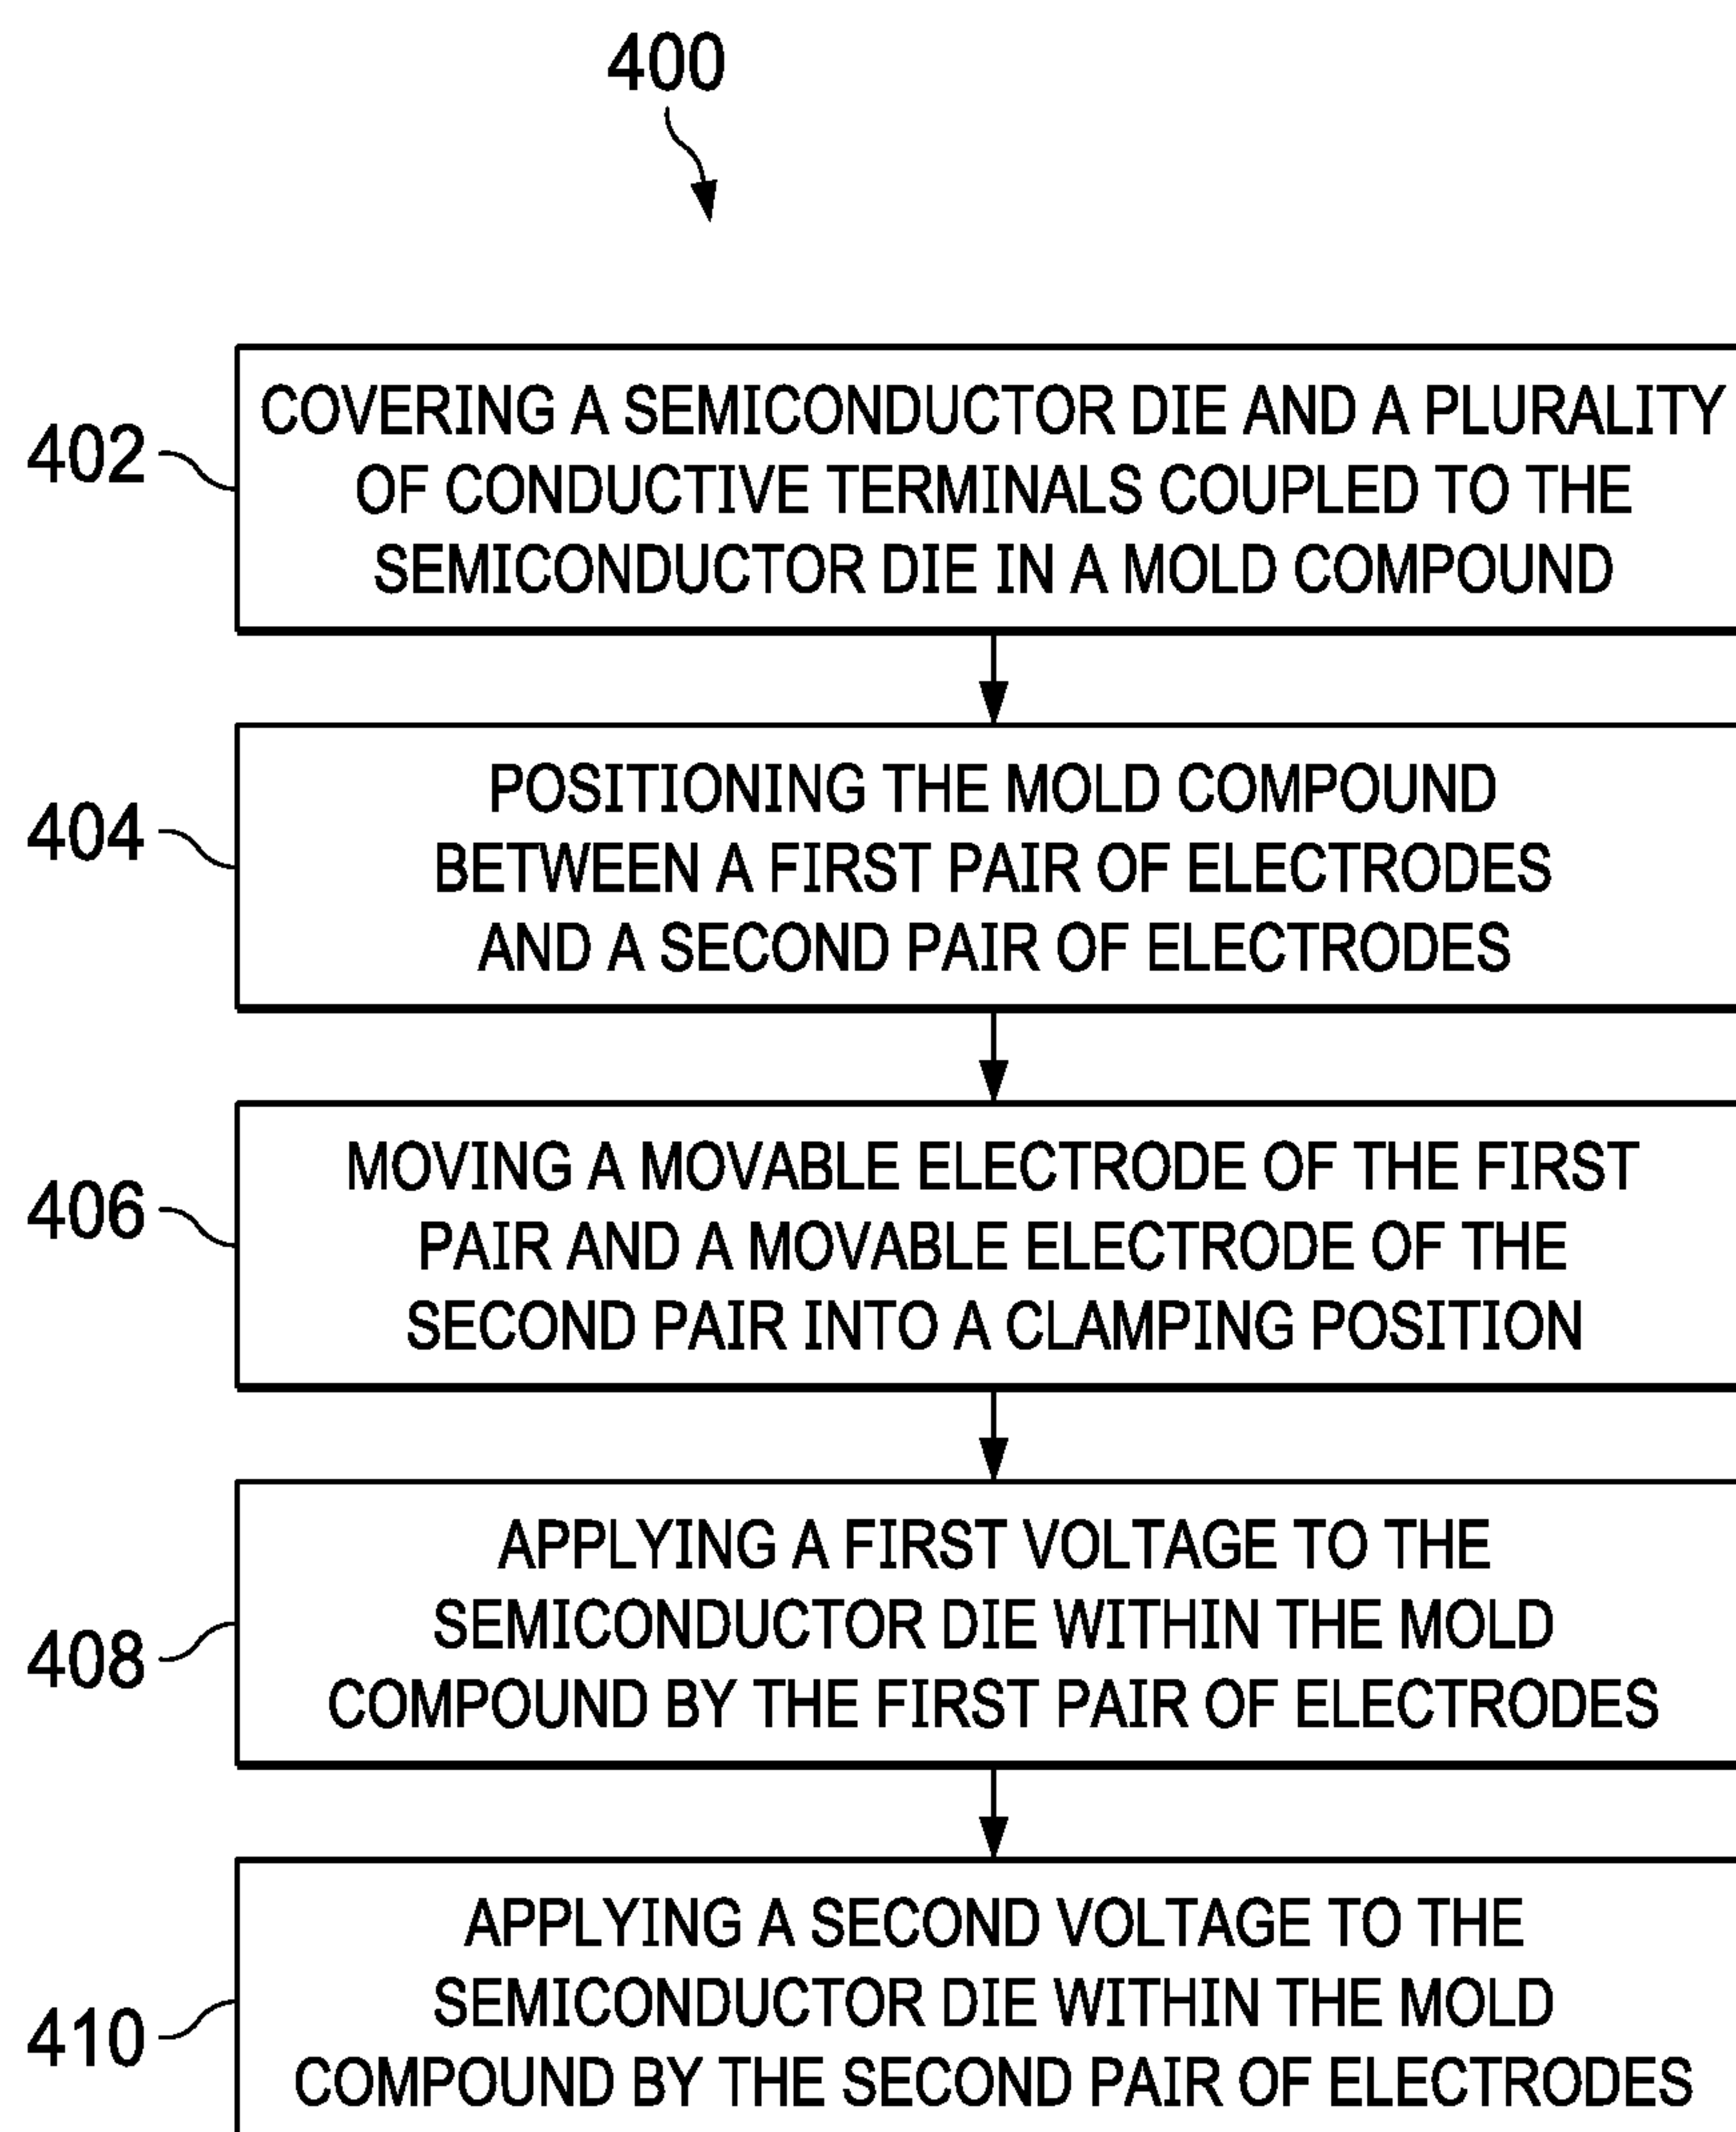 400
402
COVERING A SEMICONDUCTOR DIE AND A PLURALITY
OF CONDUCTIVE TERMINALS COUPLED TO THE
SEMICONDUCTOR DIE IN A MOLD COMPOUND
404
POSITIONING THE MOLD COMPOUND
BETWEEN A FIRST PAIR OF ELECTRODES
AND A SECOND PAIR OF ELECTRODES
406
MOVING A MOVABLE ELECTRODE OF THE FIRST
PAIR AND A MOVABLE ELECTRODE OF THE
SECOND PAIR INTO A CLAMPING POSITION
408
APPLYING A FIRST VOLTAGE TO THE
SEMICONDUCTOR DIE WITHIN THE MOLD
COMPOUND BY THE FIRST PAIR OF ELECTRODES
410
APPLYING A SECOND VOLTAGE TO THE
SEMICONDUCTOR DIE WITHIN THE MOLD
COMPOUND BY THE SECOND PAIR OF ELECTRODES